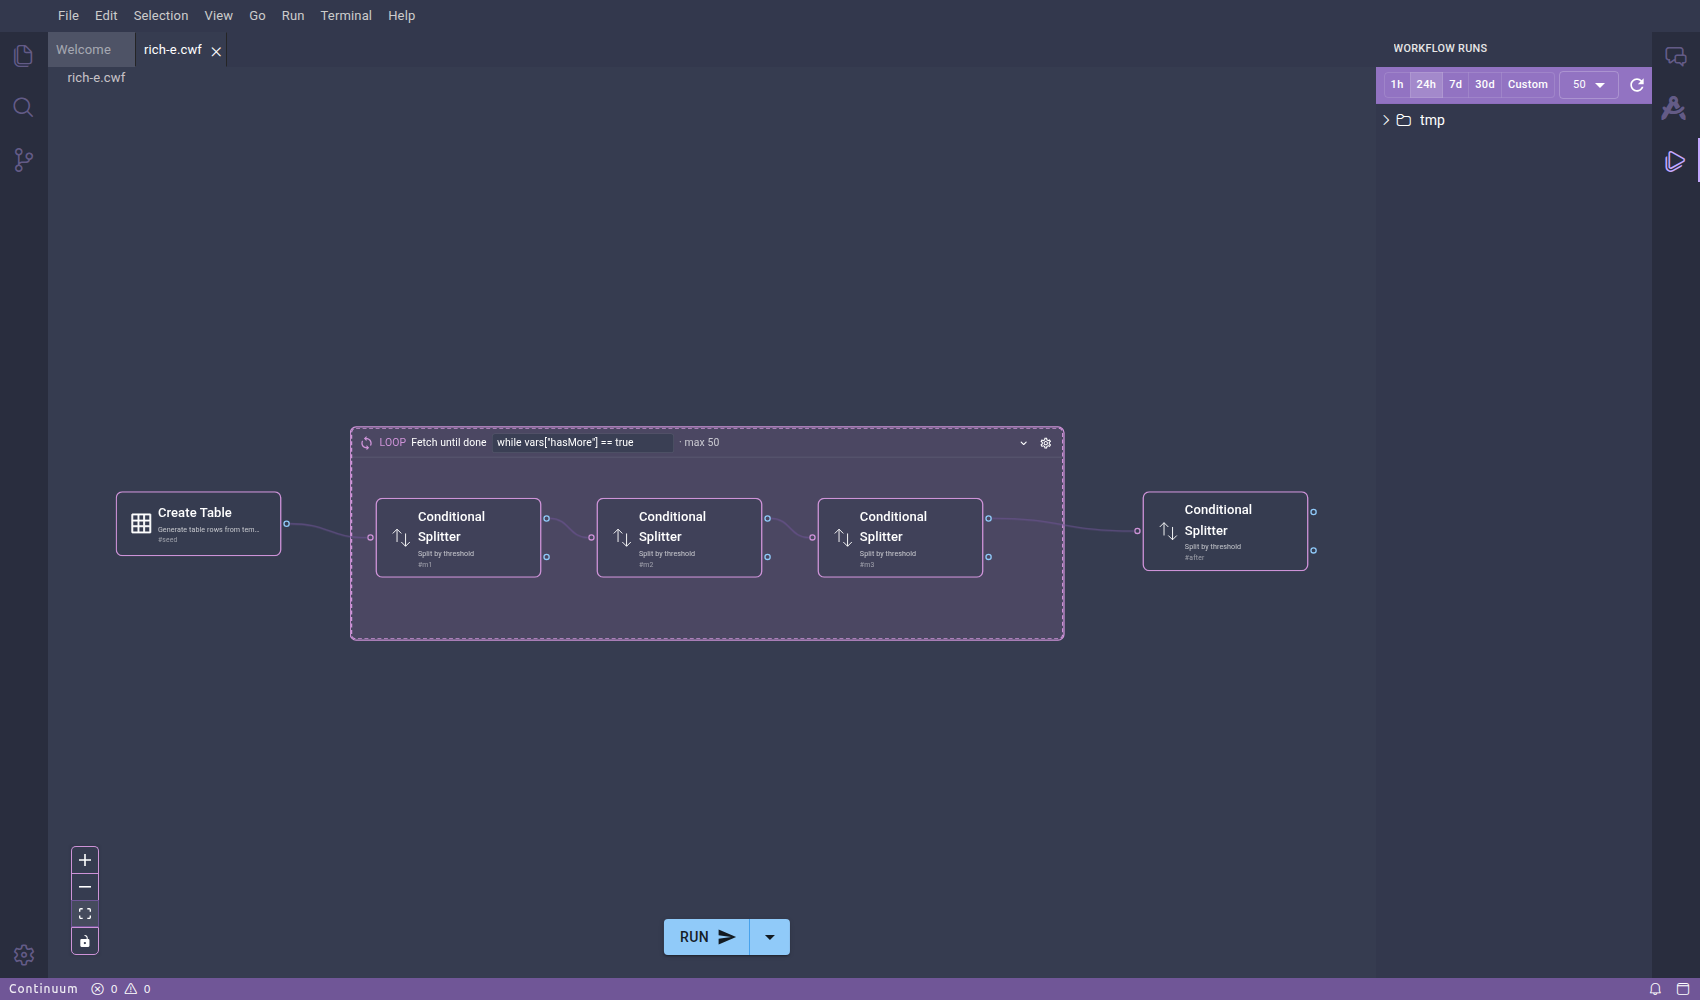 File Edit Selection View Go Run Terminal Help
Welcome rich-e.cwf
WORKFLOW RUNS
rich-e.cwf
1h 24h 7d 30d Custom 50
tmp
LOOP Fetch until done while vars["hasMore"] == true · max 50
Create Table
Generate table rows from tem...
#seed
Conditional
Splitter
Split by threshold
#m1
Conditional
Splitter
Split by threshold
#m2
Conditional
Splitter
Split by threshold
#m3
Conditional
Splitter
Split by threshold
#after
RUN
Continuum 0 0